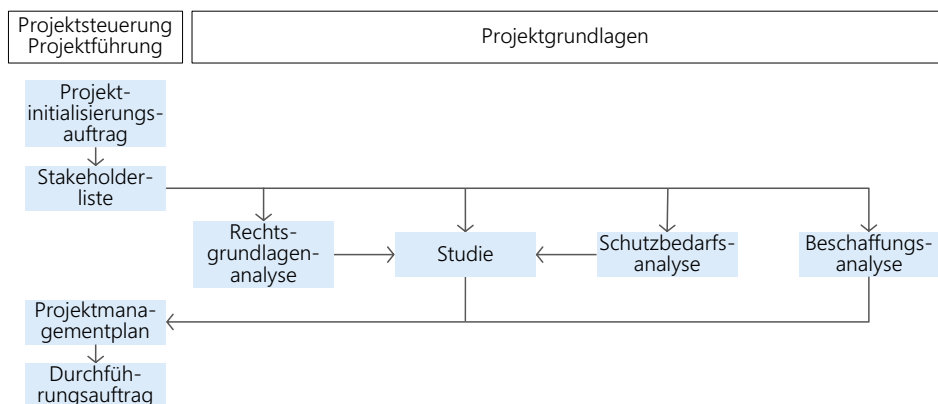 Projektsteuerung
Projektführung
Projektgrundlagen
Projekt-
initialisierungs-
auftrag
Stakeholder-
liste
Rechts-
grundlagen-
analyse
Studie
Schutzbedarfs-
analyse
Beschaffungs-
analyse
Projektmana-
gementplan
Durchfüh-
rungsauftrag